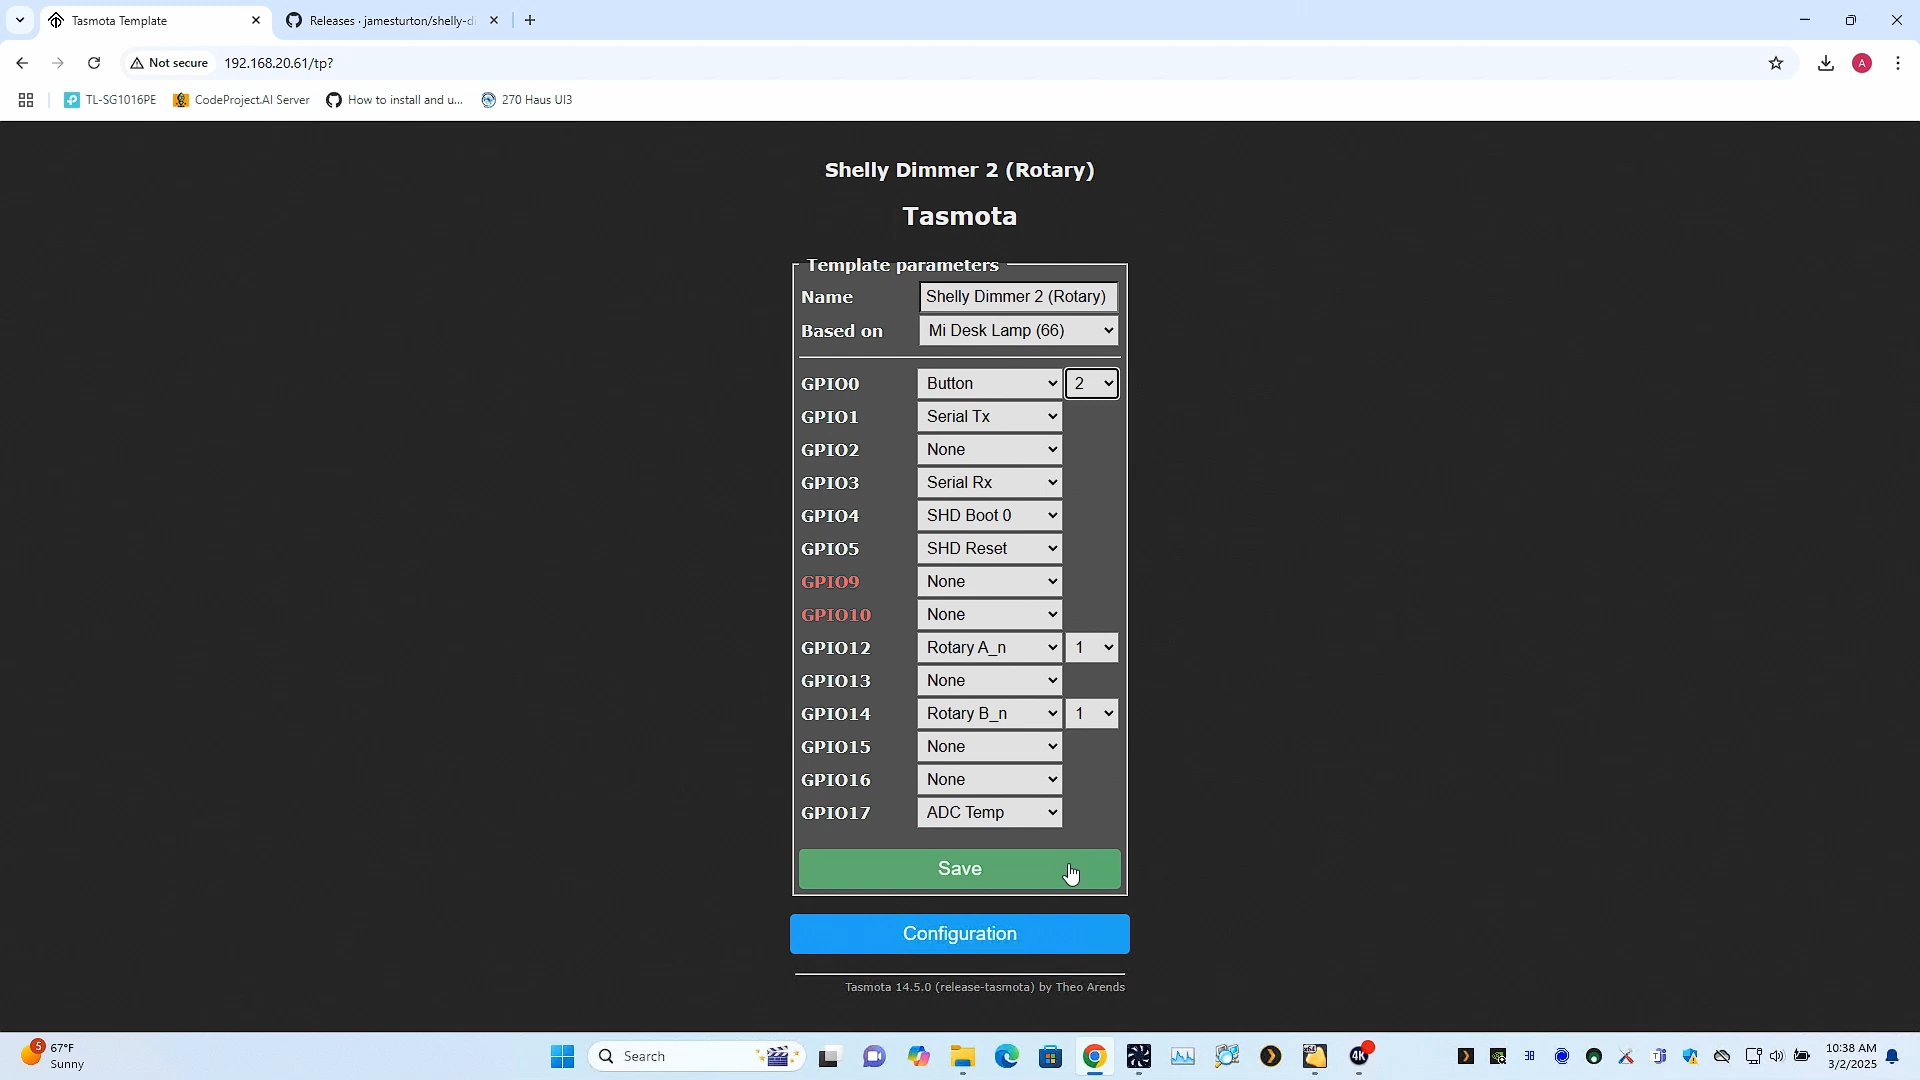 Tasmota Template
Releases · jamesturton/shelly-di
Not secure
192.168.20.61/tp?
A
TL-SG1016PE
CodeProject.AI Server
How to install and u...
270 Haus UI3
Shelly Dimmer 2 (Rotary)
Tasmota
Template parameters
Name Shelly Dimmer 2 (Rotary)
Based on Mi Desk Lamp (66)
GPIO0 Button 2
GPIO1 Serial Tx
GPIO2 None
GPIO3 Serial Rx
GPIO4 SHD Boot 0
GPIO5 SHD Reset
GPIO9 None
GPIO10 None
GPIO12 Rotary A_n 1
GPIO13 None
GPIO14 Rotary B_n 1
GPIO15 None
GPIO16 None
GPIO17 ADC Temp
Save
Configuration
Tasmota 14.5.0 (release-tasmota) by Theo Arends
5
67°F
Sunny
Search
x64
4K
10:38 AM
3/2/2025